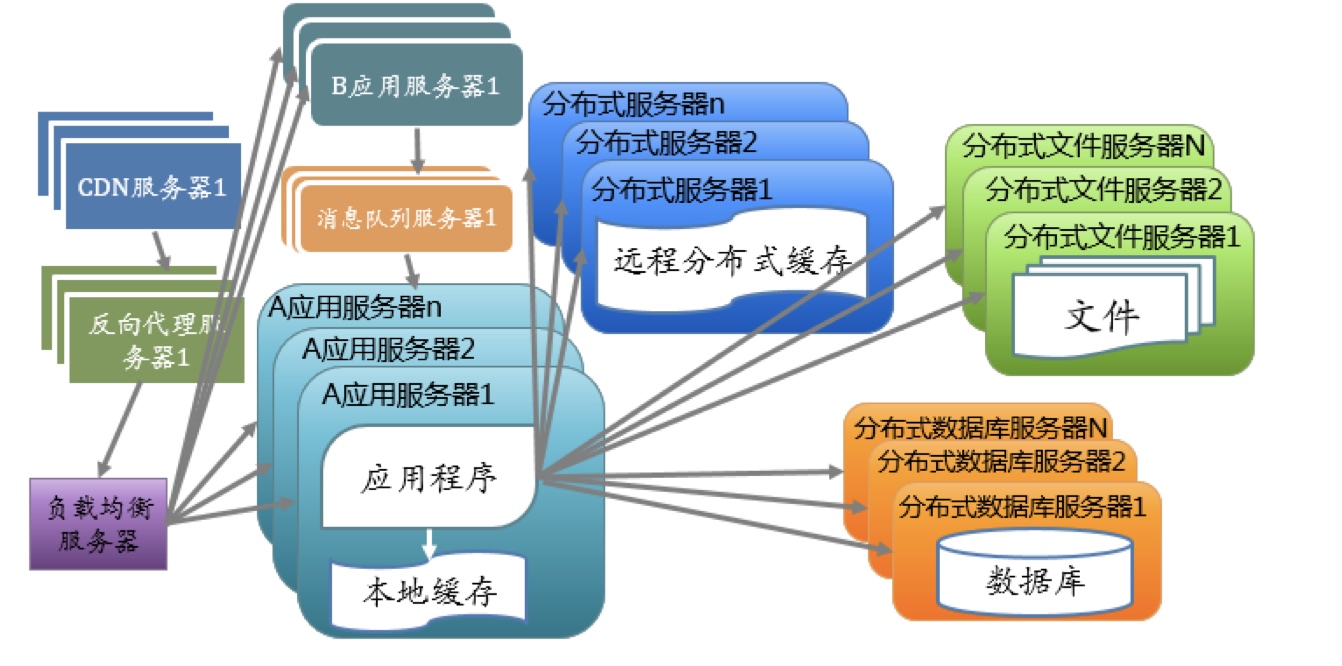 B应用服务器1
CDN服务器1
消息队列服务器1
反向代理服
务器1
负载均衡
服务器
A应用服务器n
A应用服务器2
A应用服务器1
应用程序
本地缓存
分布式服务器n
分布式服务器2
分布式服务器1
远程分布式缓存
分布式文件服务器N
分布式文件服务器2
分布式文件服务器1
文件
分布式数据库服务器N
分布式数据库服务器2
分布式数据库服务器1
数据库